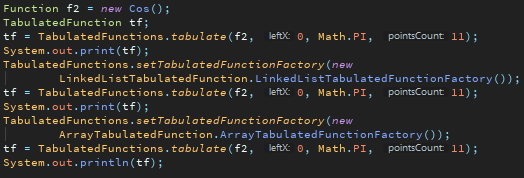 Function f2 = new Cos();
TabulatedFunction tf;
tf = TabulatedFunctions.tabulate(f2, leftX: 0, Math.PI, pointsCount: 11);
System.out.print(tf);
TabulatedFunctions.setTabulatedFunctionFactory(new
LinkedListTabulatedFunction.LinkedListTabulatedFunctionFactory());
tf = TabulatedFunctions.tabulate(f2, leftX: 0, Math.PI, pointsCount: 11);
System.out.print(tf);
TabulatedFunctions.setTabulatedFunctionFactory(new
ArrayTabulatedFunction.ArrayTabulatedFunctionFactory());
tf = TabulatedFunctions.tabulate(f2, leftX: 0, Math.PI, pointsCount: 11);
System.out.println(tf);